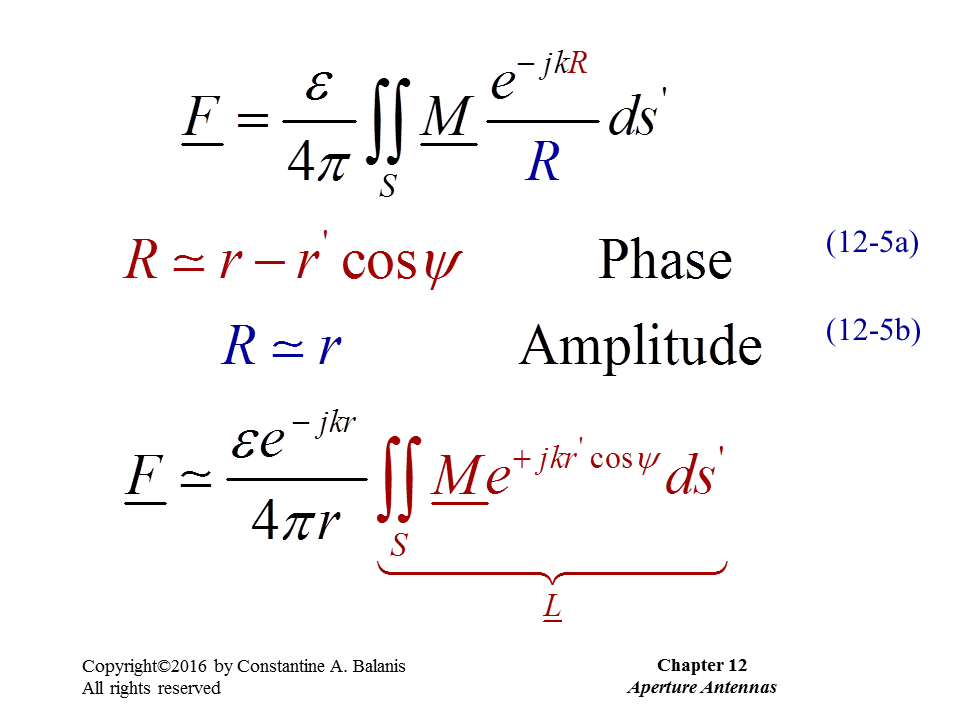 F = ε/4π ∬_S M e^{-jkR}/R ds'
R ≃ r − r' cosψ Phase (12-5a)
R ≃ r Amplitude (12-5b)
F ≃ εe^{-jkr}/4πr ∬_S M e^{+jkr' cosψ} ds'
L
Copyright©2016 by Constantine A. Balanis
All rights reserved
Chapter 12
Aperture Antennas